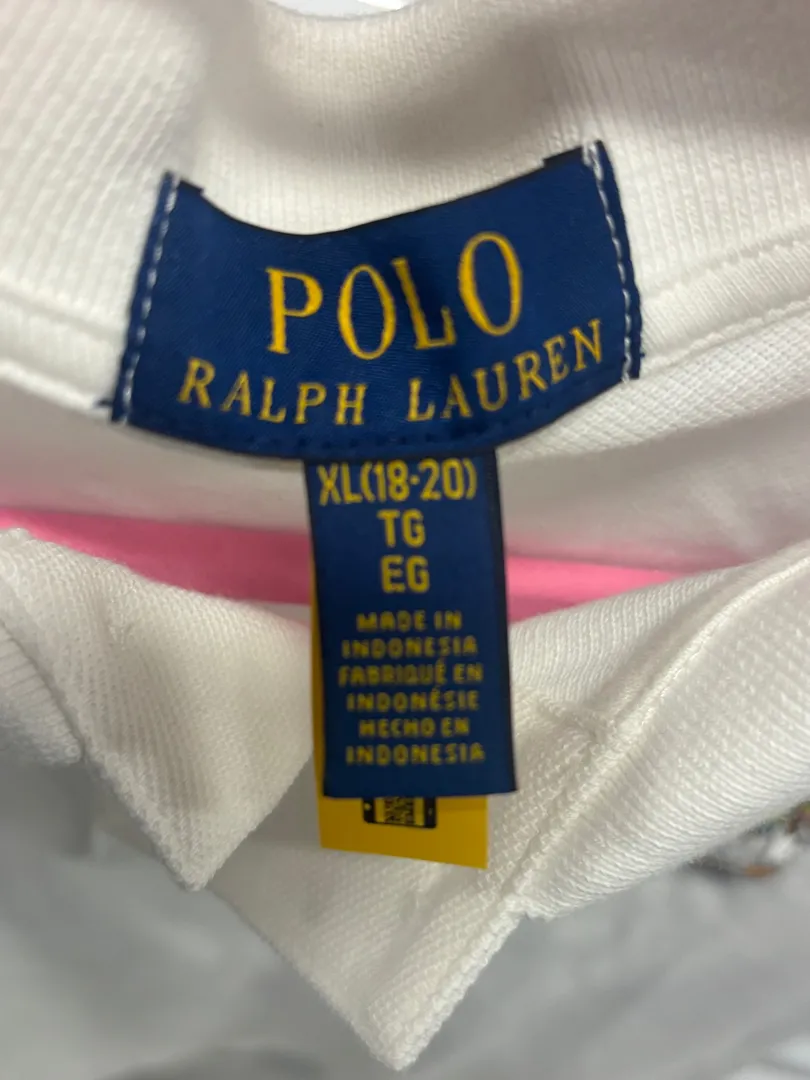 POLO
RALPH LAUREN
XL(18-20)
TG
EG
MADE IN
INDONESIA
FABRIQUÉ EN
INDONÉSIE
HECHO EN
INDONESIA